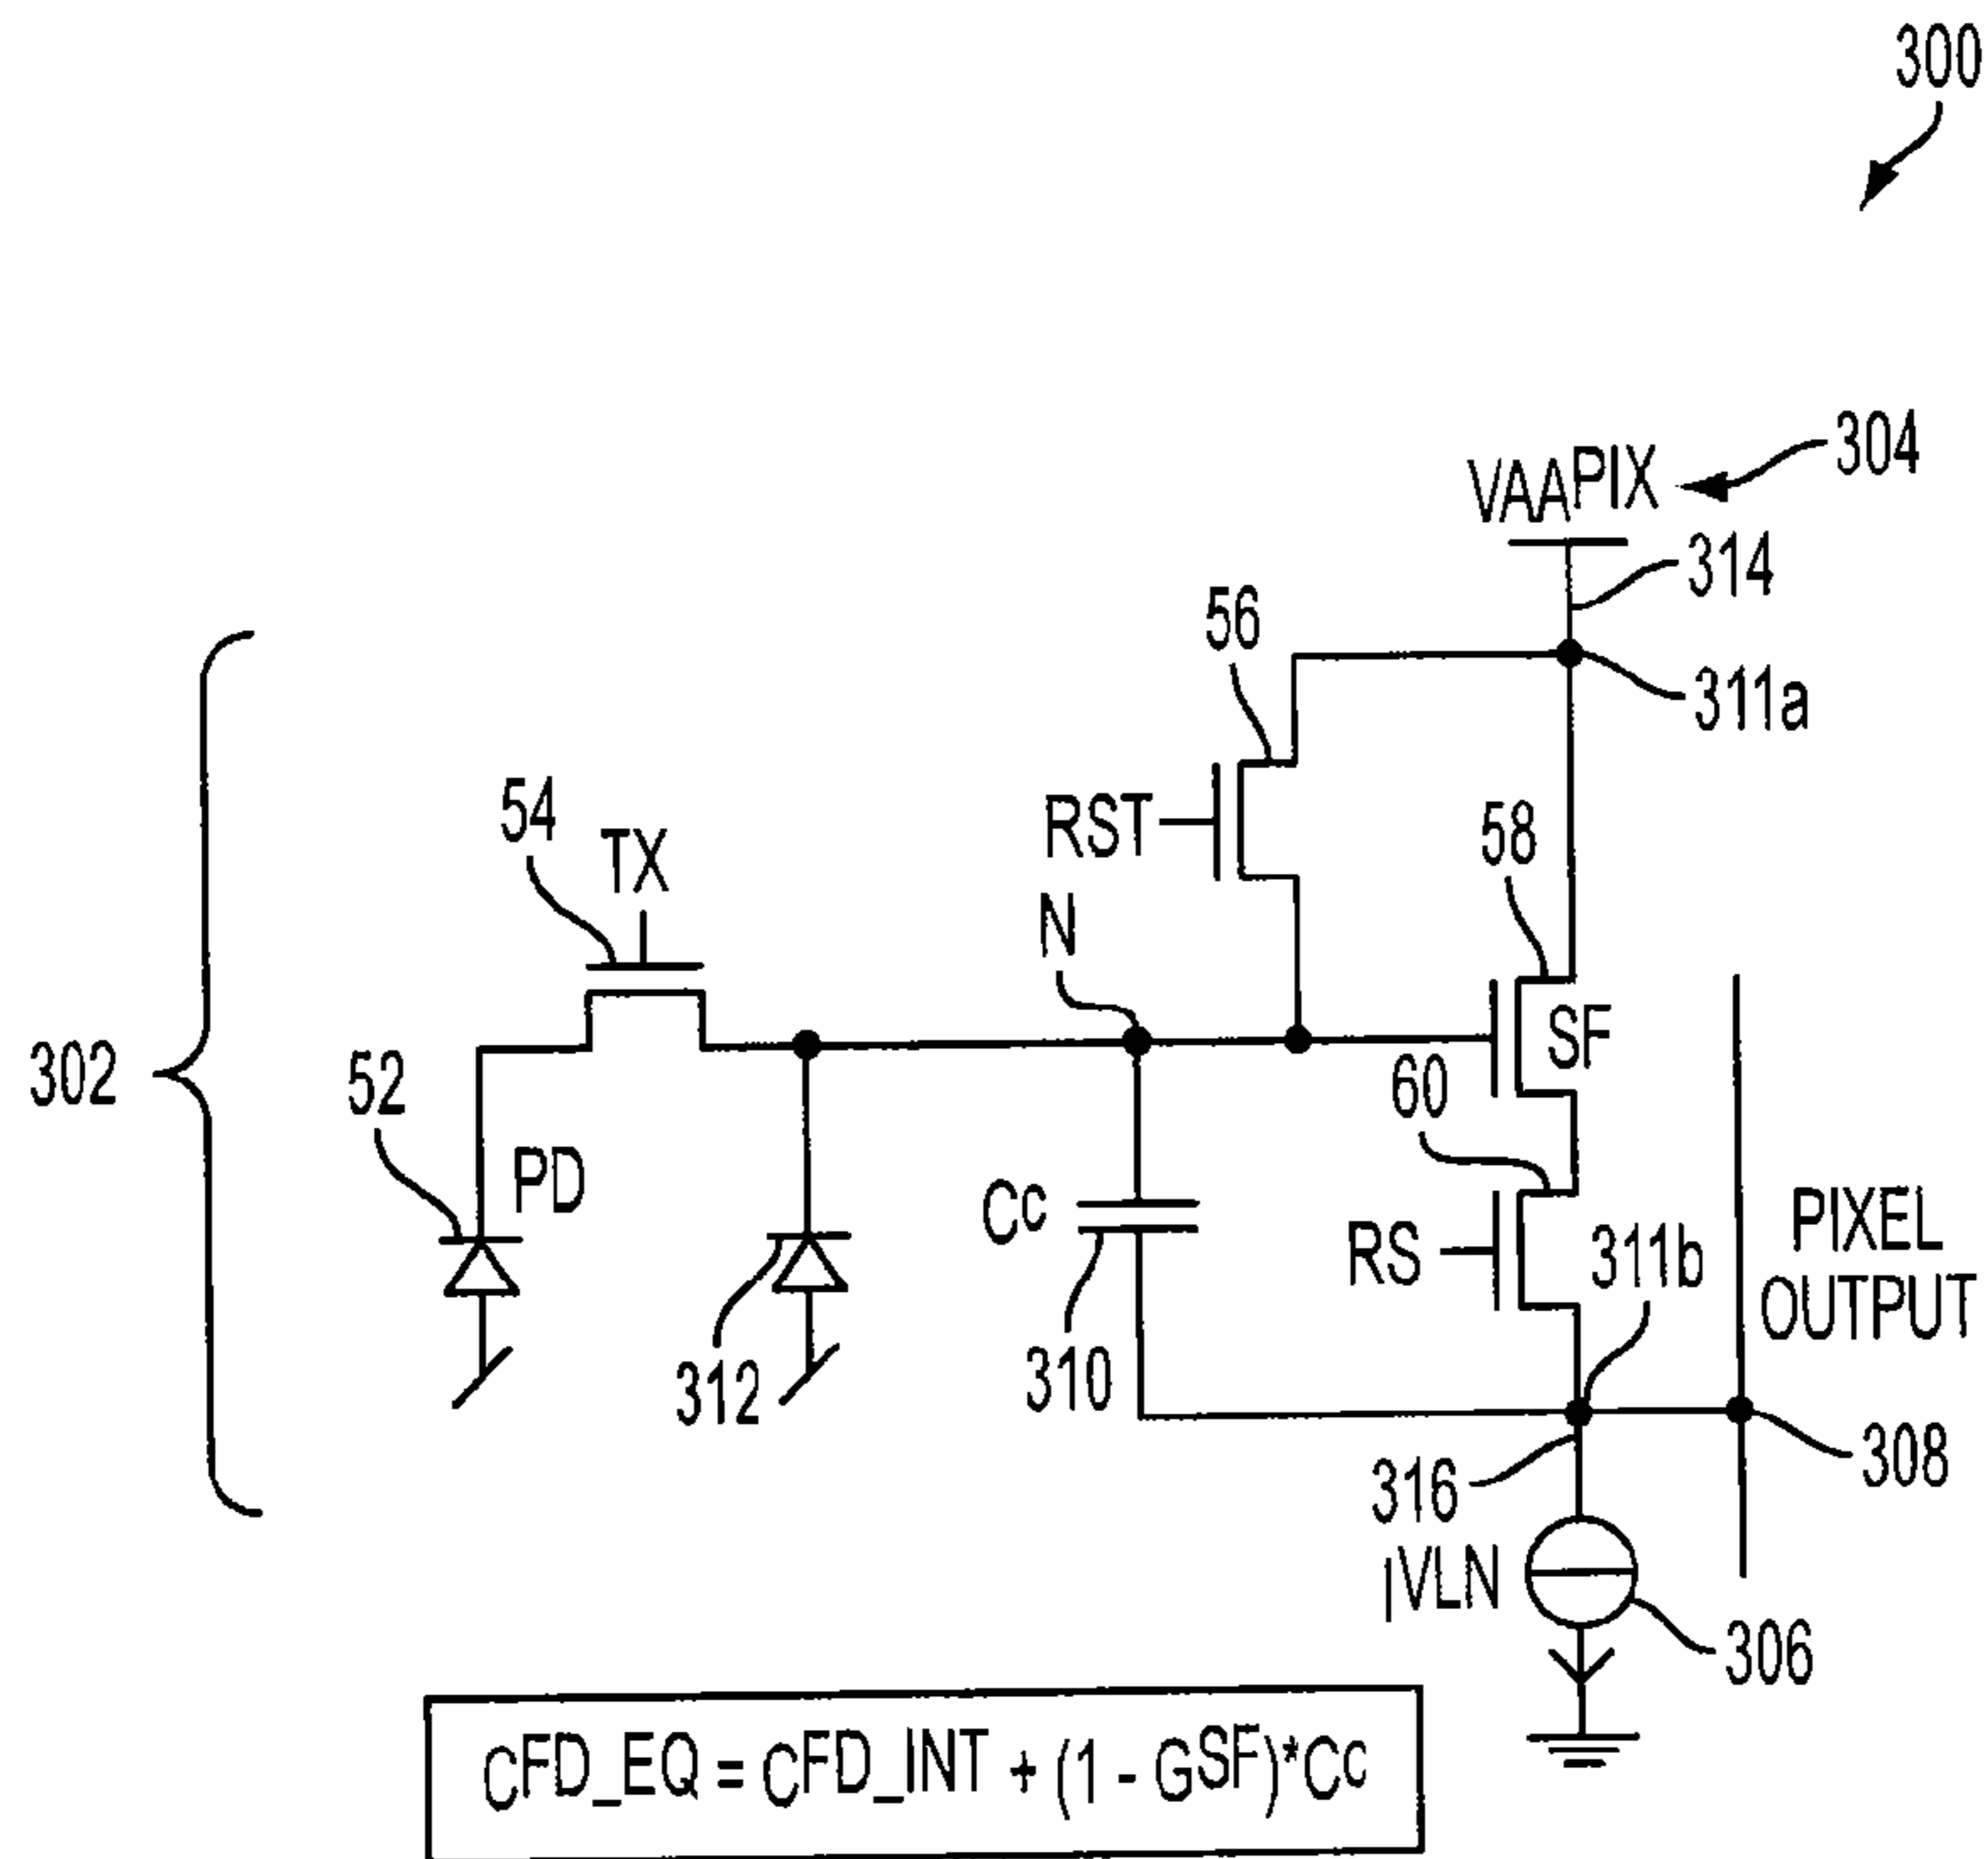 300
VAAPIX
304
314
56
311a
54
TX
RST
58
N
SF
302
52
60
PD
Cc
RS
311b
PIXEL
OUTPUT
312
310
316
308
IVLN
306
CFD_EQ = CFD_INT + (1 - GSF)*Cc